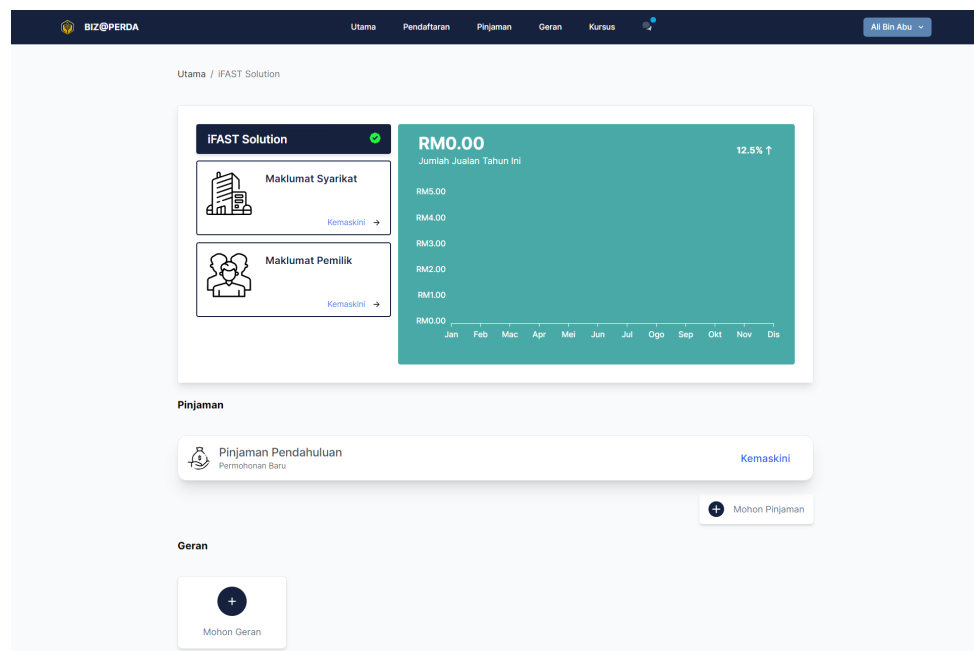 BIZ@PERDA
Utama
Pendaftaran
Pinjaman
Geran
Kursus
Ali Bin Abu
Utama / iFAST Solution
iFAST Solution
Maklumat Syarikat
Kemaskini →
Maklumat Pemilik
Kemaskini →
RM0.00
Jumlah Jualan Tahun Ini
12.5% ↑
RM5.00
RM4.00
RM3.00
RM2.00
RM1.00
RM0.00
Jan Feb Mac Apr Mei Jun Jul Ogo Sep Okt Nov Dis
Pinjaman
Pinjaman Pendahuluan
Permohonan Baru
Kemaskini
Mohon Pinjaman
Geran
Mohon Geran